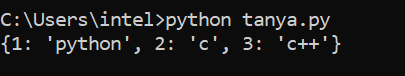 C:\Users\intel>python tanya.py
{1: 'python', 2: 'c', 3: 'c++'}